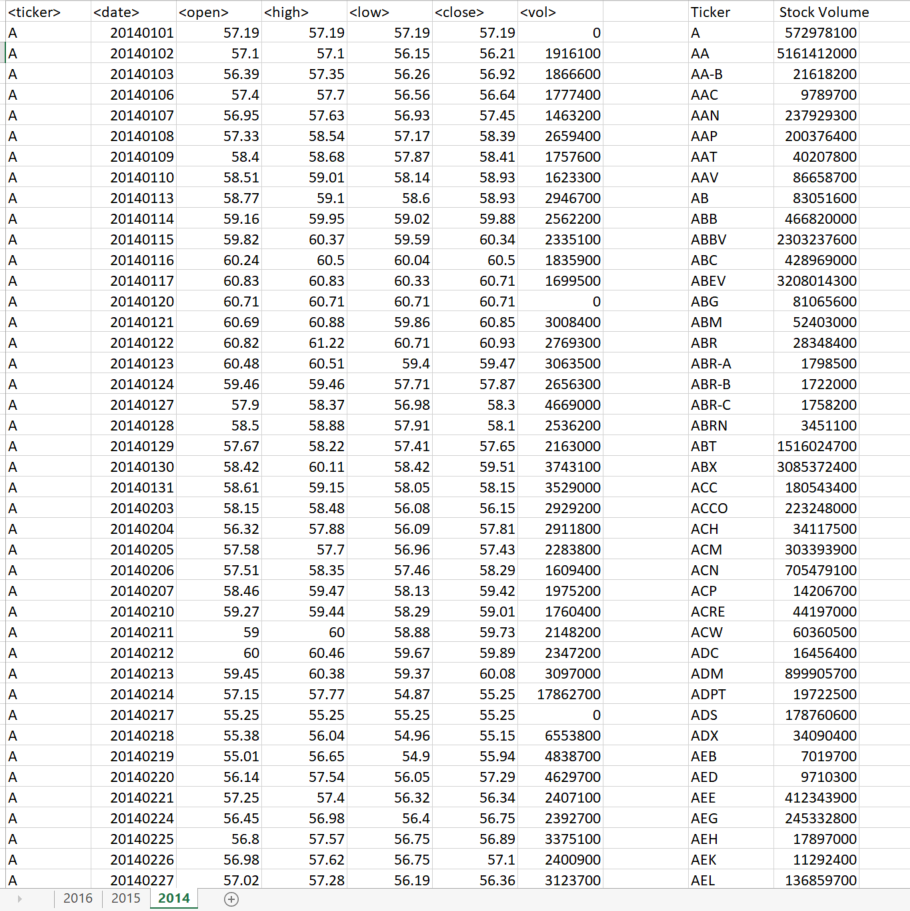 <ticker> <date> <open> <high> <low> <close> <vol> Ticker Stock Volume
A 20140101 57.19 57.19 57.19 57.19 0 A 572978100
A 20140102 57.1 57.1 56.15 56.21 1916100 AA 5161412000
A 20140103 56.39 57.35 56.26 56.92 1866600 AA-B 21618200
A 20140106 57.4 57.7 56.56 56.64 1777400 AAC 9789700
A 20140107 56.95 57.63 56.93 57.45 1463200 AAN 237929300
A 20140108 57.33 58.54 57.17 58.39 2659400 AAP 200376400
A 20140109 58.4 58.68 57.87 58.41 1757600 AAT 40207800
A 20140110 58.51 59.01 58.14 58.93 1623300 AAV 86658700
A 20140113 58.77 59.1 58.6 58.93 2946700 AB 83051600
A 20140114 59.16 59.95 59.02 59.88 2562200 ABB 466820000
A 20140115 59.82 60.37 59.59 60.34 2335100 ABBV 2303237600
A 20140116 60.24 60.5 60.04 60.5 1835900 ABC 428969000
A 20140117 60.83 60.83 60.33 60.71 1699500 ABEV 3208014300
A 20140120 60.71 60.71 60.71 60.71 0 ABG 81065600
A 20140121 60.69 60.88 59.86 60.85 3008400 ABM 52403000
A 20140122 60.82 61.22 60.71 60.93 2769300 ABR 28348400
A 20140123 60.48 60.51 59.4 59.47 3063500 ABR-A 1798500
A 20140124 59.46 59.46 57.71 57.87 2656300 ABR-B 1722000
A 20140127 57.9 58.37 56.98 58.3 4669000 ABR-C 1758200
A 20140128 58.5 58.88 57.91 58.1 2536200 ABRN 3451100
A 20140129 57.67 58.22 57.41 57.65 2163000 ABT 1516024700
A 20140130 58.42 60.11 58.42 59.51 3743100 ABX 3085372400
A 20140131 58.61 59.15 58.05 58.15 3529000 ACC 180543400
A 20140203 58.15 58.48 56.08 56.15 2929200 ACCO 223248000
A 20140204 56.32 57.88 56.09 57.81 2911800 ACH 34117500
A 20140205 57.58 57.7 56.96 57.43 2283800 ACM 303393900
A 20140206 57.51 58.35 57.46 58.29 1609400 ACN 705479100
A 20140207 58.46 59.47 58.13 59.42 1975200 ACP 14206700
A 20140210 59.27 59.44 58.29 59.01 1760400 ACRE 44197000
A 20140211 59 60 58.88 59.73 2148200 ACW 60360500
A 20140212 60 60.46 59.67 59.89 2347200 ADC 16456400
A 20140213 59.45 60.38 59.37 60.08 3097000 ADM 899905700
A 20140214 57.15 57.77 54.87 55.25 17862700 ADPT 19722500
A 20140217 55.25 55.25 55.25 55.25 0 ADS 178760600
A 20140218 55.38 56.04 54.96 55.15 6553800 ADX 34090400
A 20140219 55.01 56.65 54.9 55.94 4838700 AEB 7019700
A 20140220 56.14 57.54 56.05 57.29 4629700 AED 9710300
A 20140221 57.25 57.4 56.32 56.34 2407100 AEE 412343900
A 20140224 56.45 56.98 56.4 56.75 2392700 AEG 245332800
A 20140225 56.8 57.57 56.75 56.89 3375100 AEH 17897000
A 20140226 56.98 57.62 56.75 57.1 2400900 AEK 11292400
A 20140227 57.02 57.28 56.19 56.36 3123700 AEL 136859700
2016 2015 2014